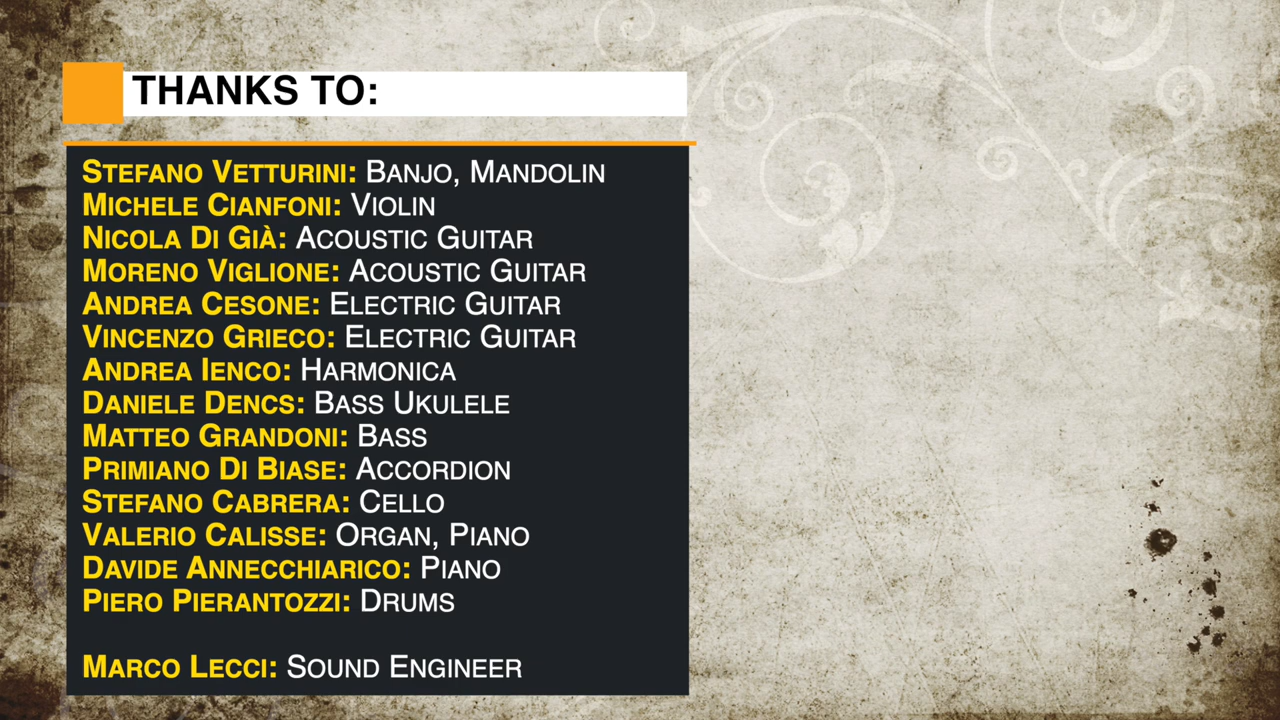 THANKS TO:
STEFANO VETTURINI: BANJO, MANDOLIN
MICHELE CIANFONI: VIOLIN
NICOLA DI GIÀ: ACOUSTIC GUITAR
MORENO VIGLIONE: ACOUSTIC GUITAR
ANDREA CESONE: ELECTRIC GUITAR
VINCENZO GRIECO: ELECTRIC GUITAR
ANDREA IENCO: HARMONICA
DANIELE DENCS: BASS UKULELE
MATTEO GRANDONI: BASS
PRIMIANO DI BIASE: ACCORDION
STEFANO CABRERA: CELLO
VALERIO CALISSE: ORGAN, PIANO
DAVIDE ANNECCHIARICO: PIANO
PIERO PIERANTOZZI: DRUMS
MARCO LECCI: SOUND ENGINEER